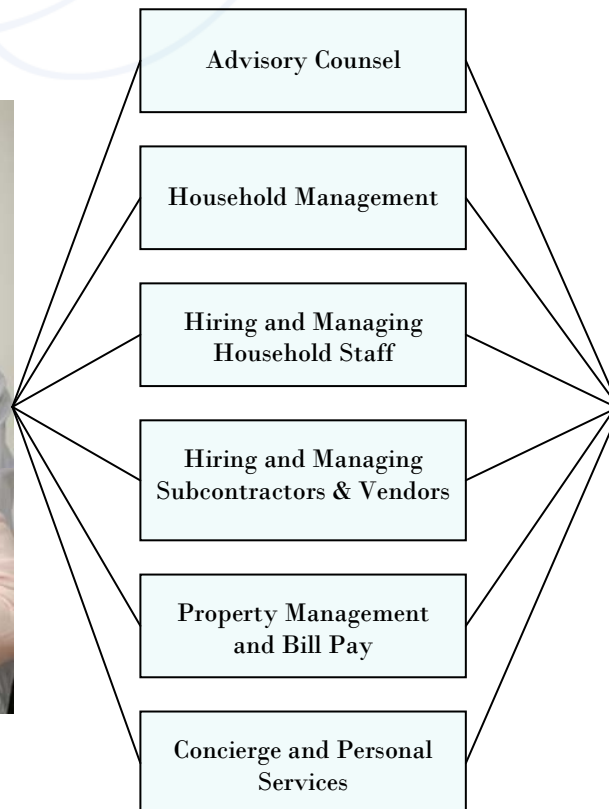 Advisory Counsel
Household Management
Hiring and Managing
Household Staff
Hiring and Managing
Subcontractors & Vendors
Property Management
and Bill Pay
Concierge and Personal
Services